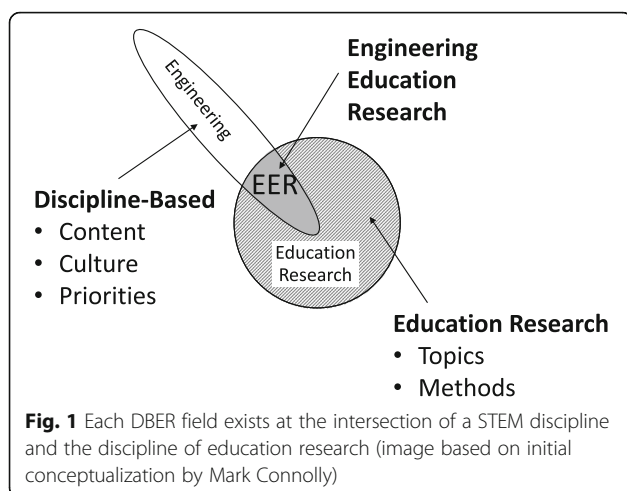 Engineering
Engineering
Education
Research
EER
Discipline-Based
• Content
• Culture
• Priorities
Education
Research
Education Research
• Topics
• Methods
Fig. 1 Each DBER field exists at the intersection of a STEM discipline
and the discipline of education research (image based on initial
conceptualization by Mark Connolly)